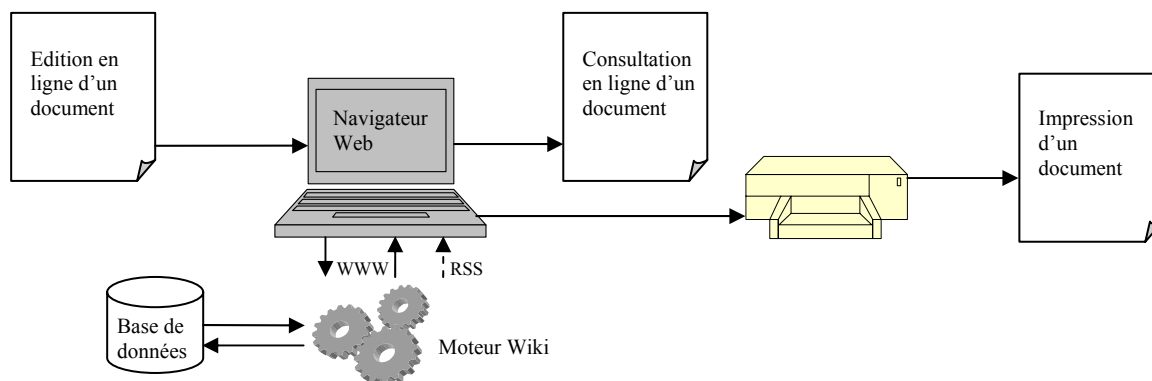 Edition en
ligne d'un
document
Navigateur
Web
Consultation
en ligne d'un
document
Impression
d'un
document
WWW
RSS
Base de
données
Moteur Wiki